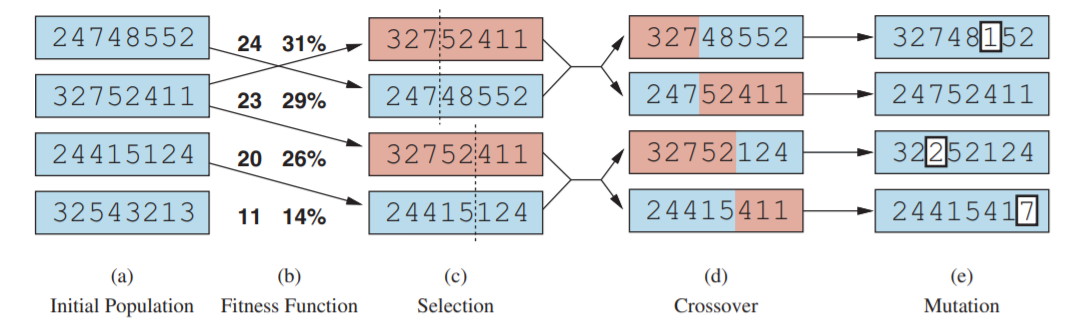 24748552 24 31% 32752411 32748552 32748152
32752411 23 29% 24748552 24752411 24752411
24415124 20 26% 32752411 32752124 32252124
32543213 11 14% 24415124 24415411 24415417
(a) (b) (c) (d) (e)
Initial Population Fitness Function Selection Crossover Mutation